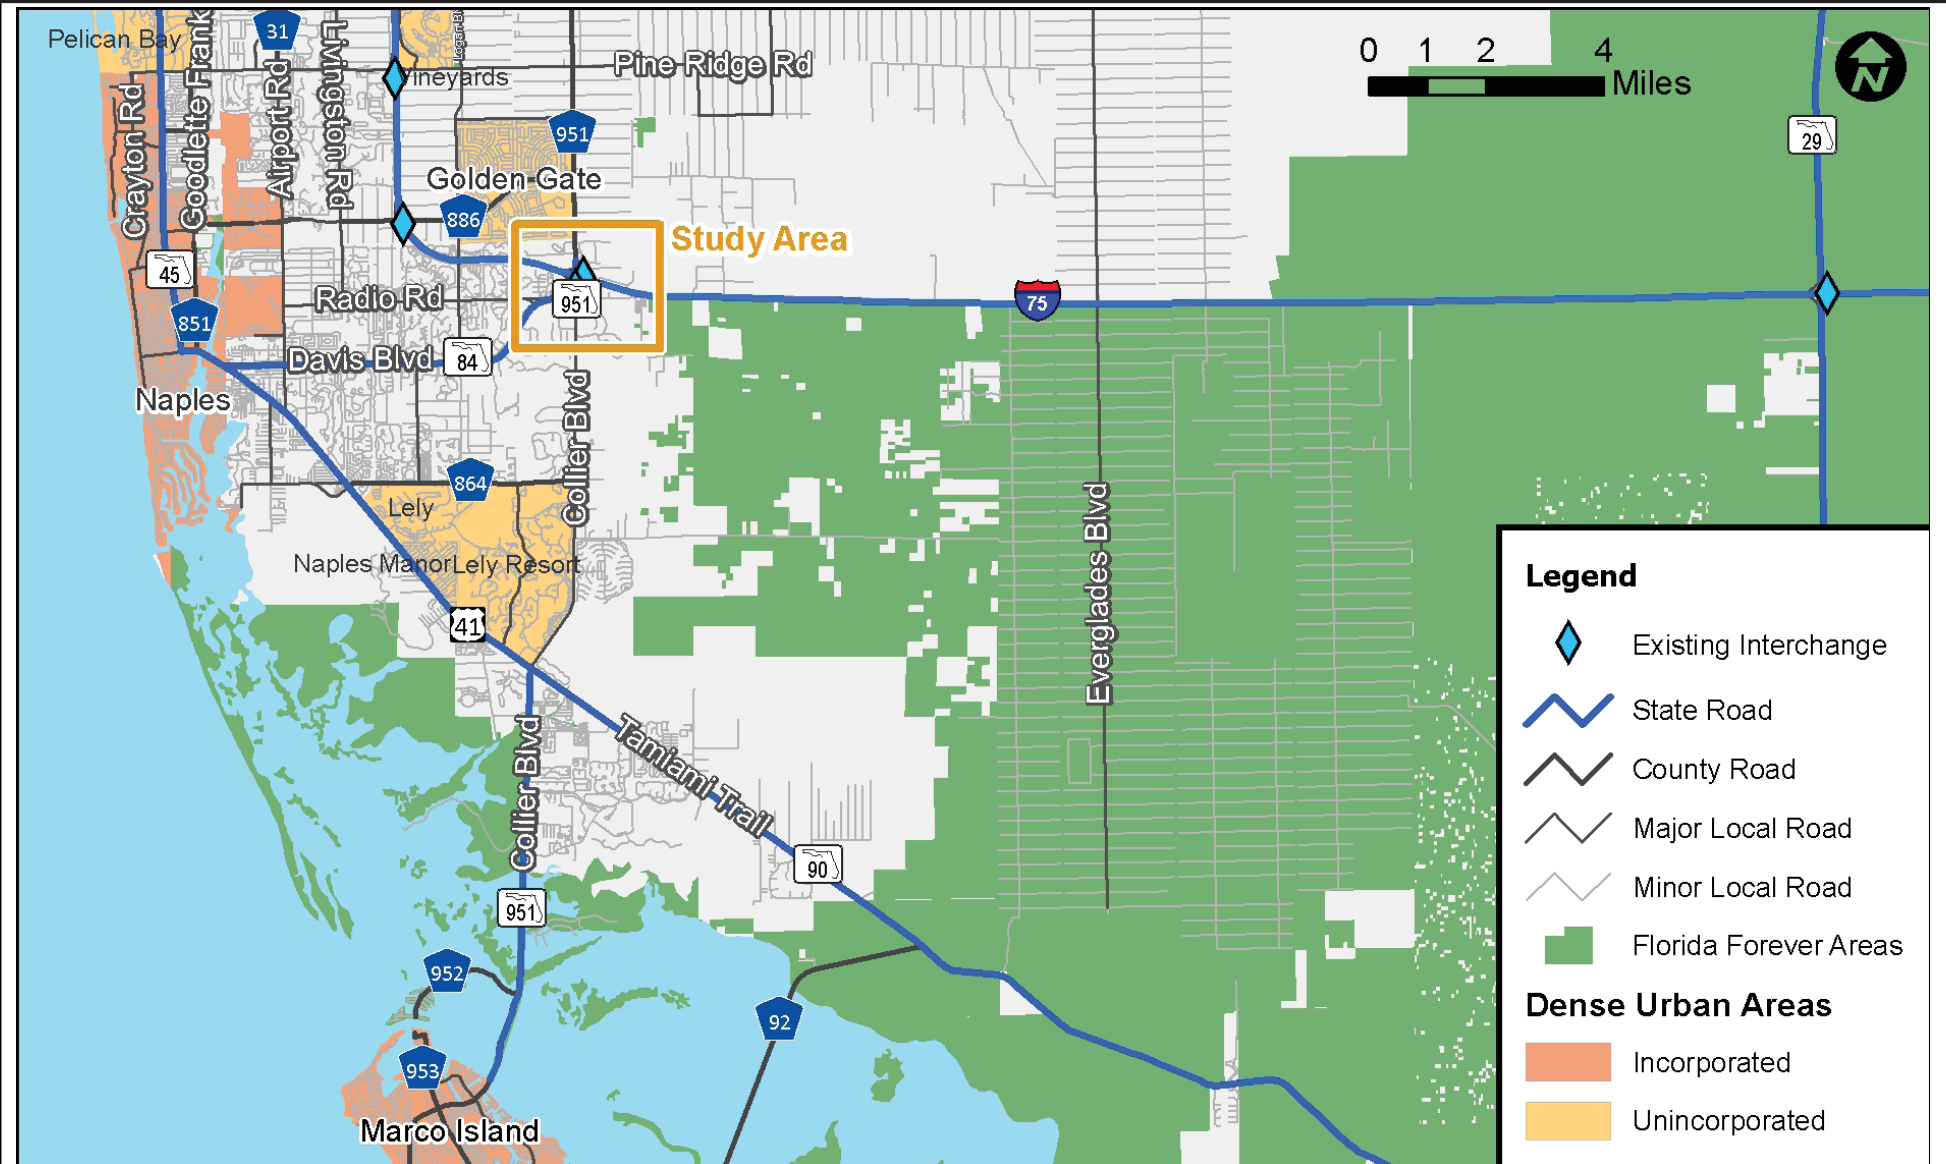 Pelican Bay
31
Livingston Rd
Logan Bl
Goodlette Frank
Airport Rd
Crayton Rd
Vineyards
Pine Ridge Rd
0 1 2 4
Miles
N
951
29
Golden Gate
886
Study Area
45
Radio Rd
951
75
851
Davis Blvd
84
Naples
Collier Blvd
864
Lely
Naples Manor
Lely Resort
41
Everglades Blvd
Collier Blvd
Tamiami Trail
90
951
952
92
953
Marco Island
Legend
Existing Interchange
State Road
County Road
Major Local Road
Minor Local Road
Florida Forever Areas
Dense Urban Areas
Incorporated
Unincorporated